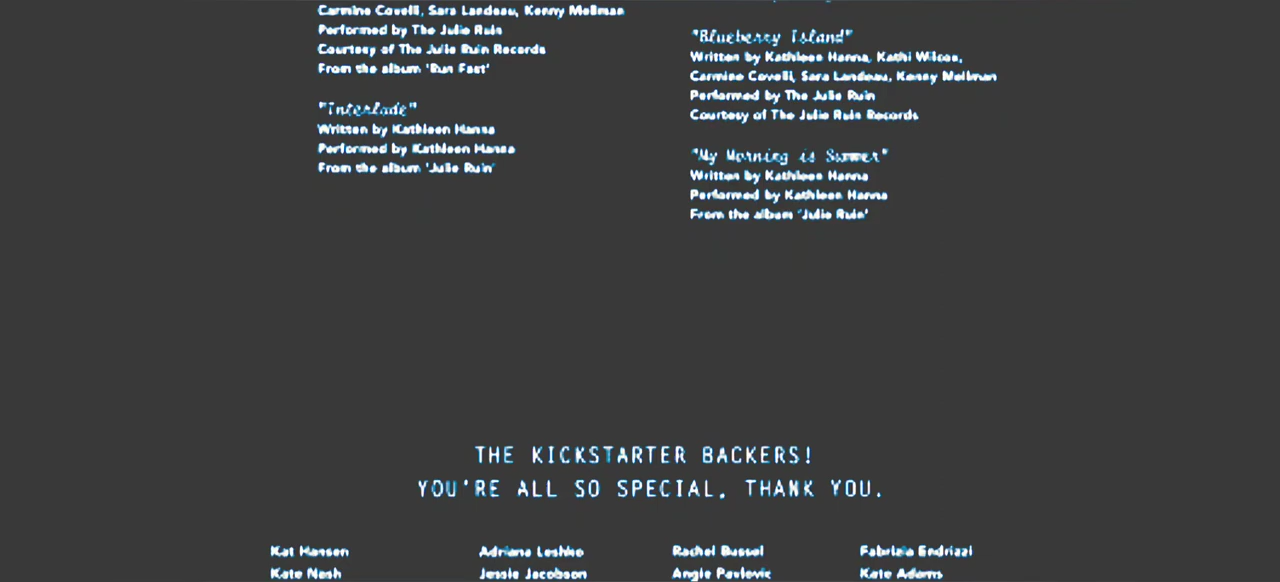 Carmine Covelli, Sara Landeau, Kenny Mellman
Performed by The Julie Ruin
Courtesy of The Julie Ruin Records
From the album 'Run Fast'
"Interlude"
Written by Kathleen Hanna
Performed by Kathleen Hanna
From the album 'Julie Ruin'
"Blueberry Island"
Written by Kathleen Hanna, Kathi Wilcox,
Carmine Covelli, Sara Landeau, Kenny Mellman
Performed by The Julie Ruin
Courtesy of The Julie Ruin Records
"My Morning is Summer"
Written by Kathleen Hanna
Performed by Kathleen Hanna
From the album 'Julie Ruin'
THE KICKSTARTER BACKERS!
YOU'RE ALL SO SPECIAL, THANK YOU.
Kat Hansen Adriana Leshko Rachel Bussel Fabrizia Endrizzi
Kate Nash Jessie Jacobson Angie Pavlovic Kate Adams